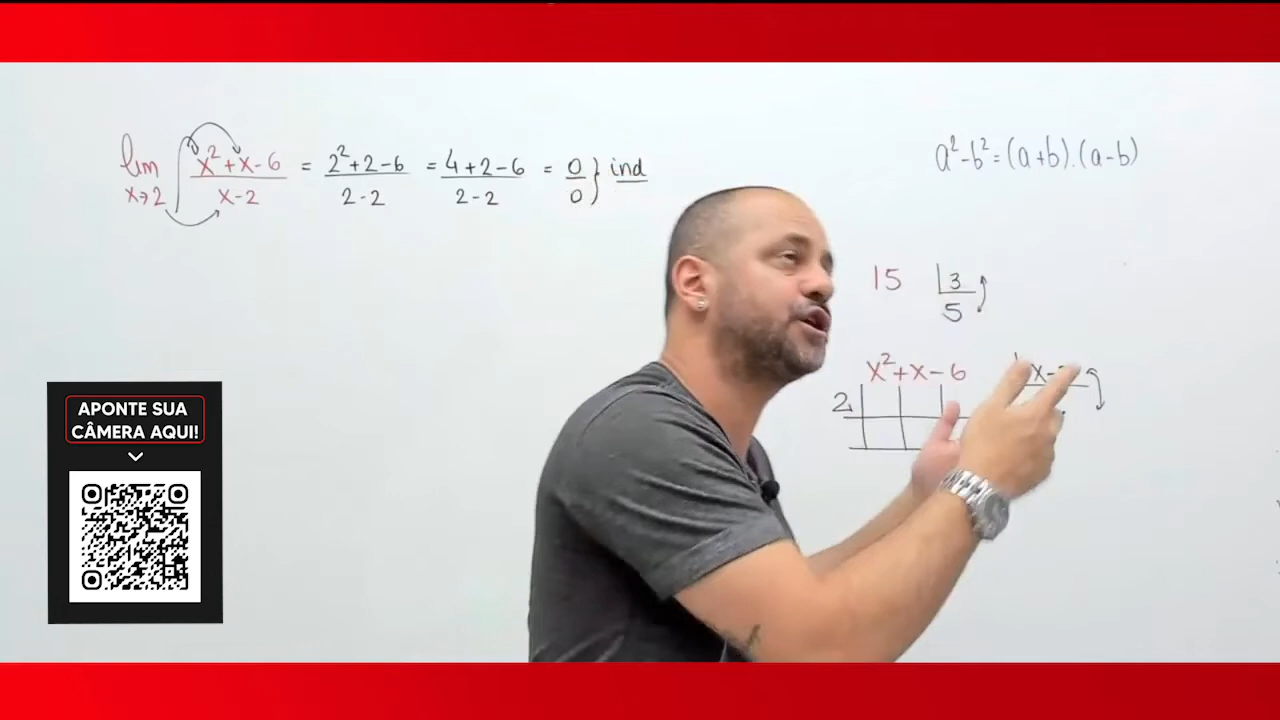 lim x→2 x²+x-6 / x-2 = 2²+2-6 / 2-2 = 4+2-6 / 2-2 = 0/0 } ind
a²-b²=(a+b).(a-b)
15 3
5
x²+x-6 x-
2
APONTE SUA
CÂMERA AQUI!